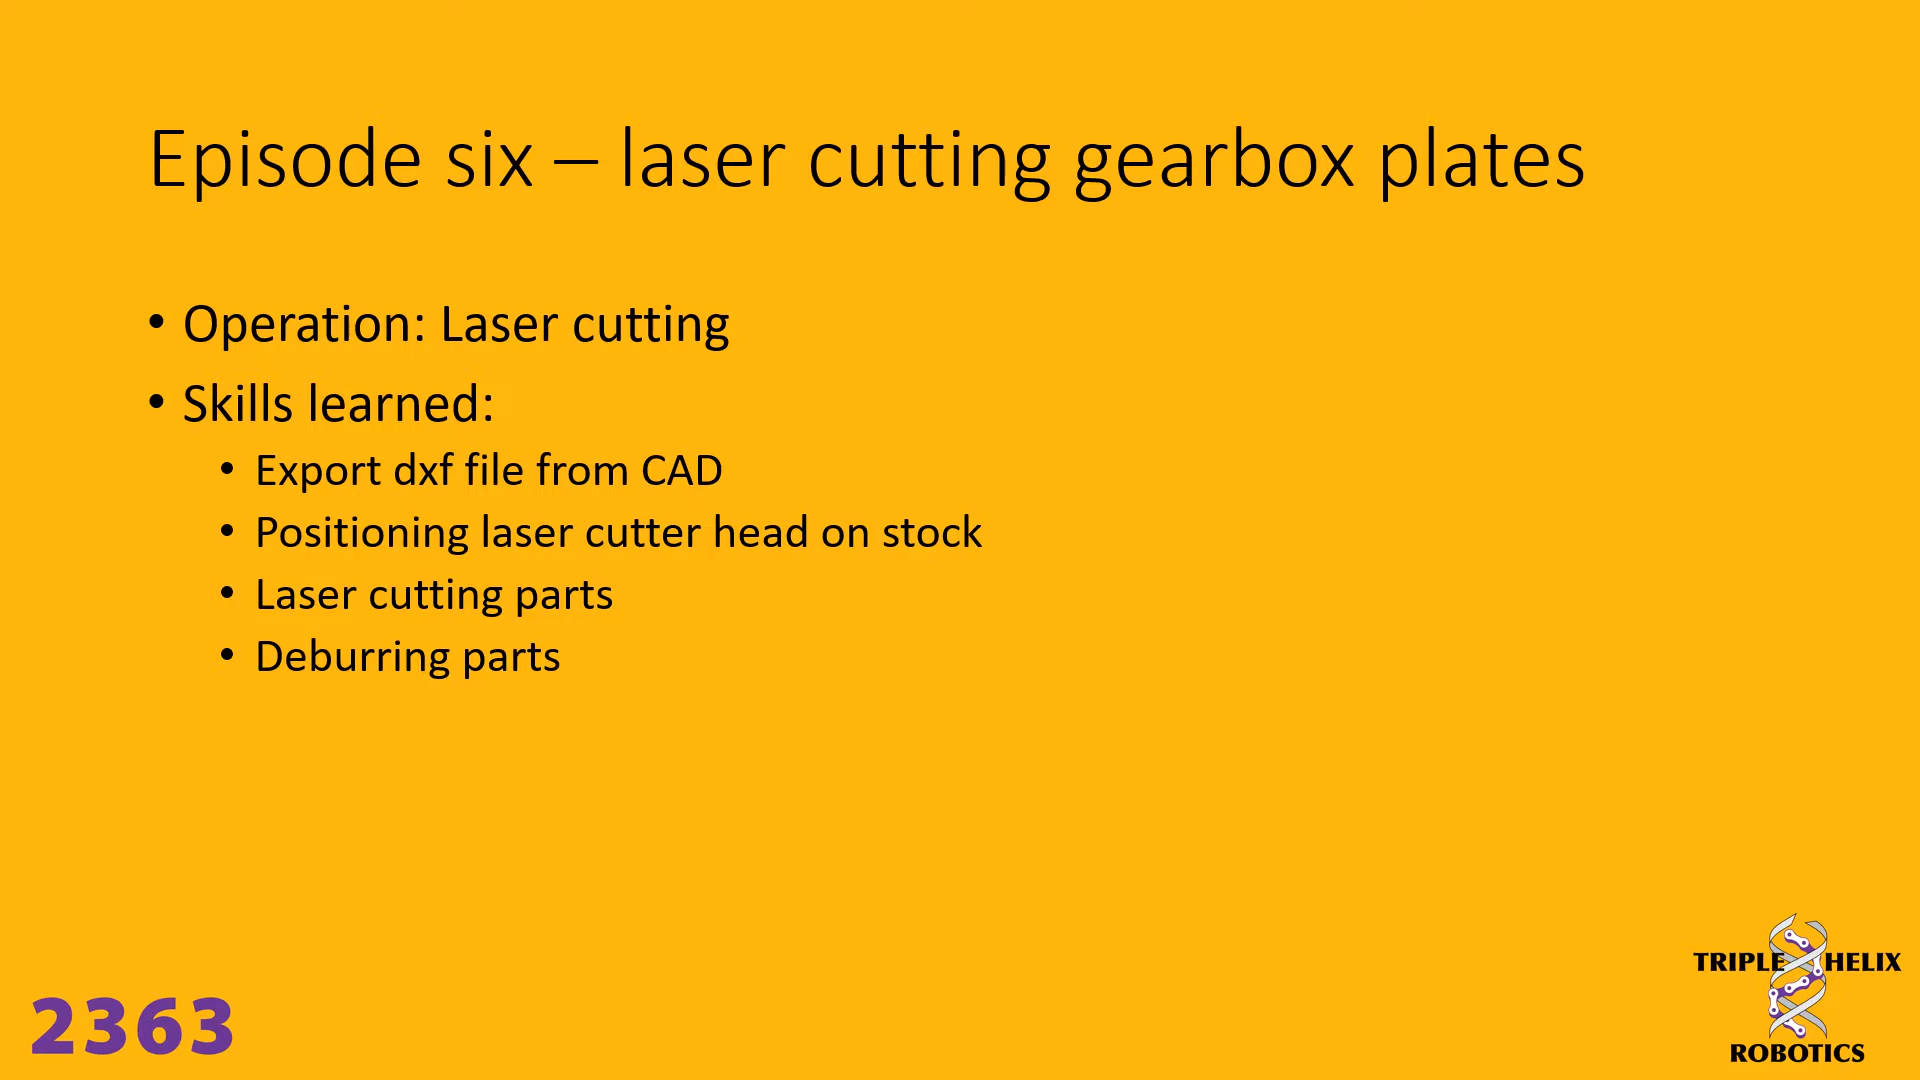 Episode six – laser cutting gearbox plates
• Operation: Laser cutting
• Skills learned:
• Export dxf file from CAD
• Positioning laser cutter head on stock
• Laser cutting parts
• Deburring parts
2363
TRIPLE HELIX
ROBOTICS